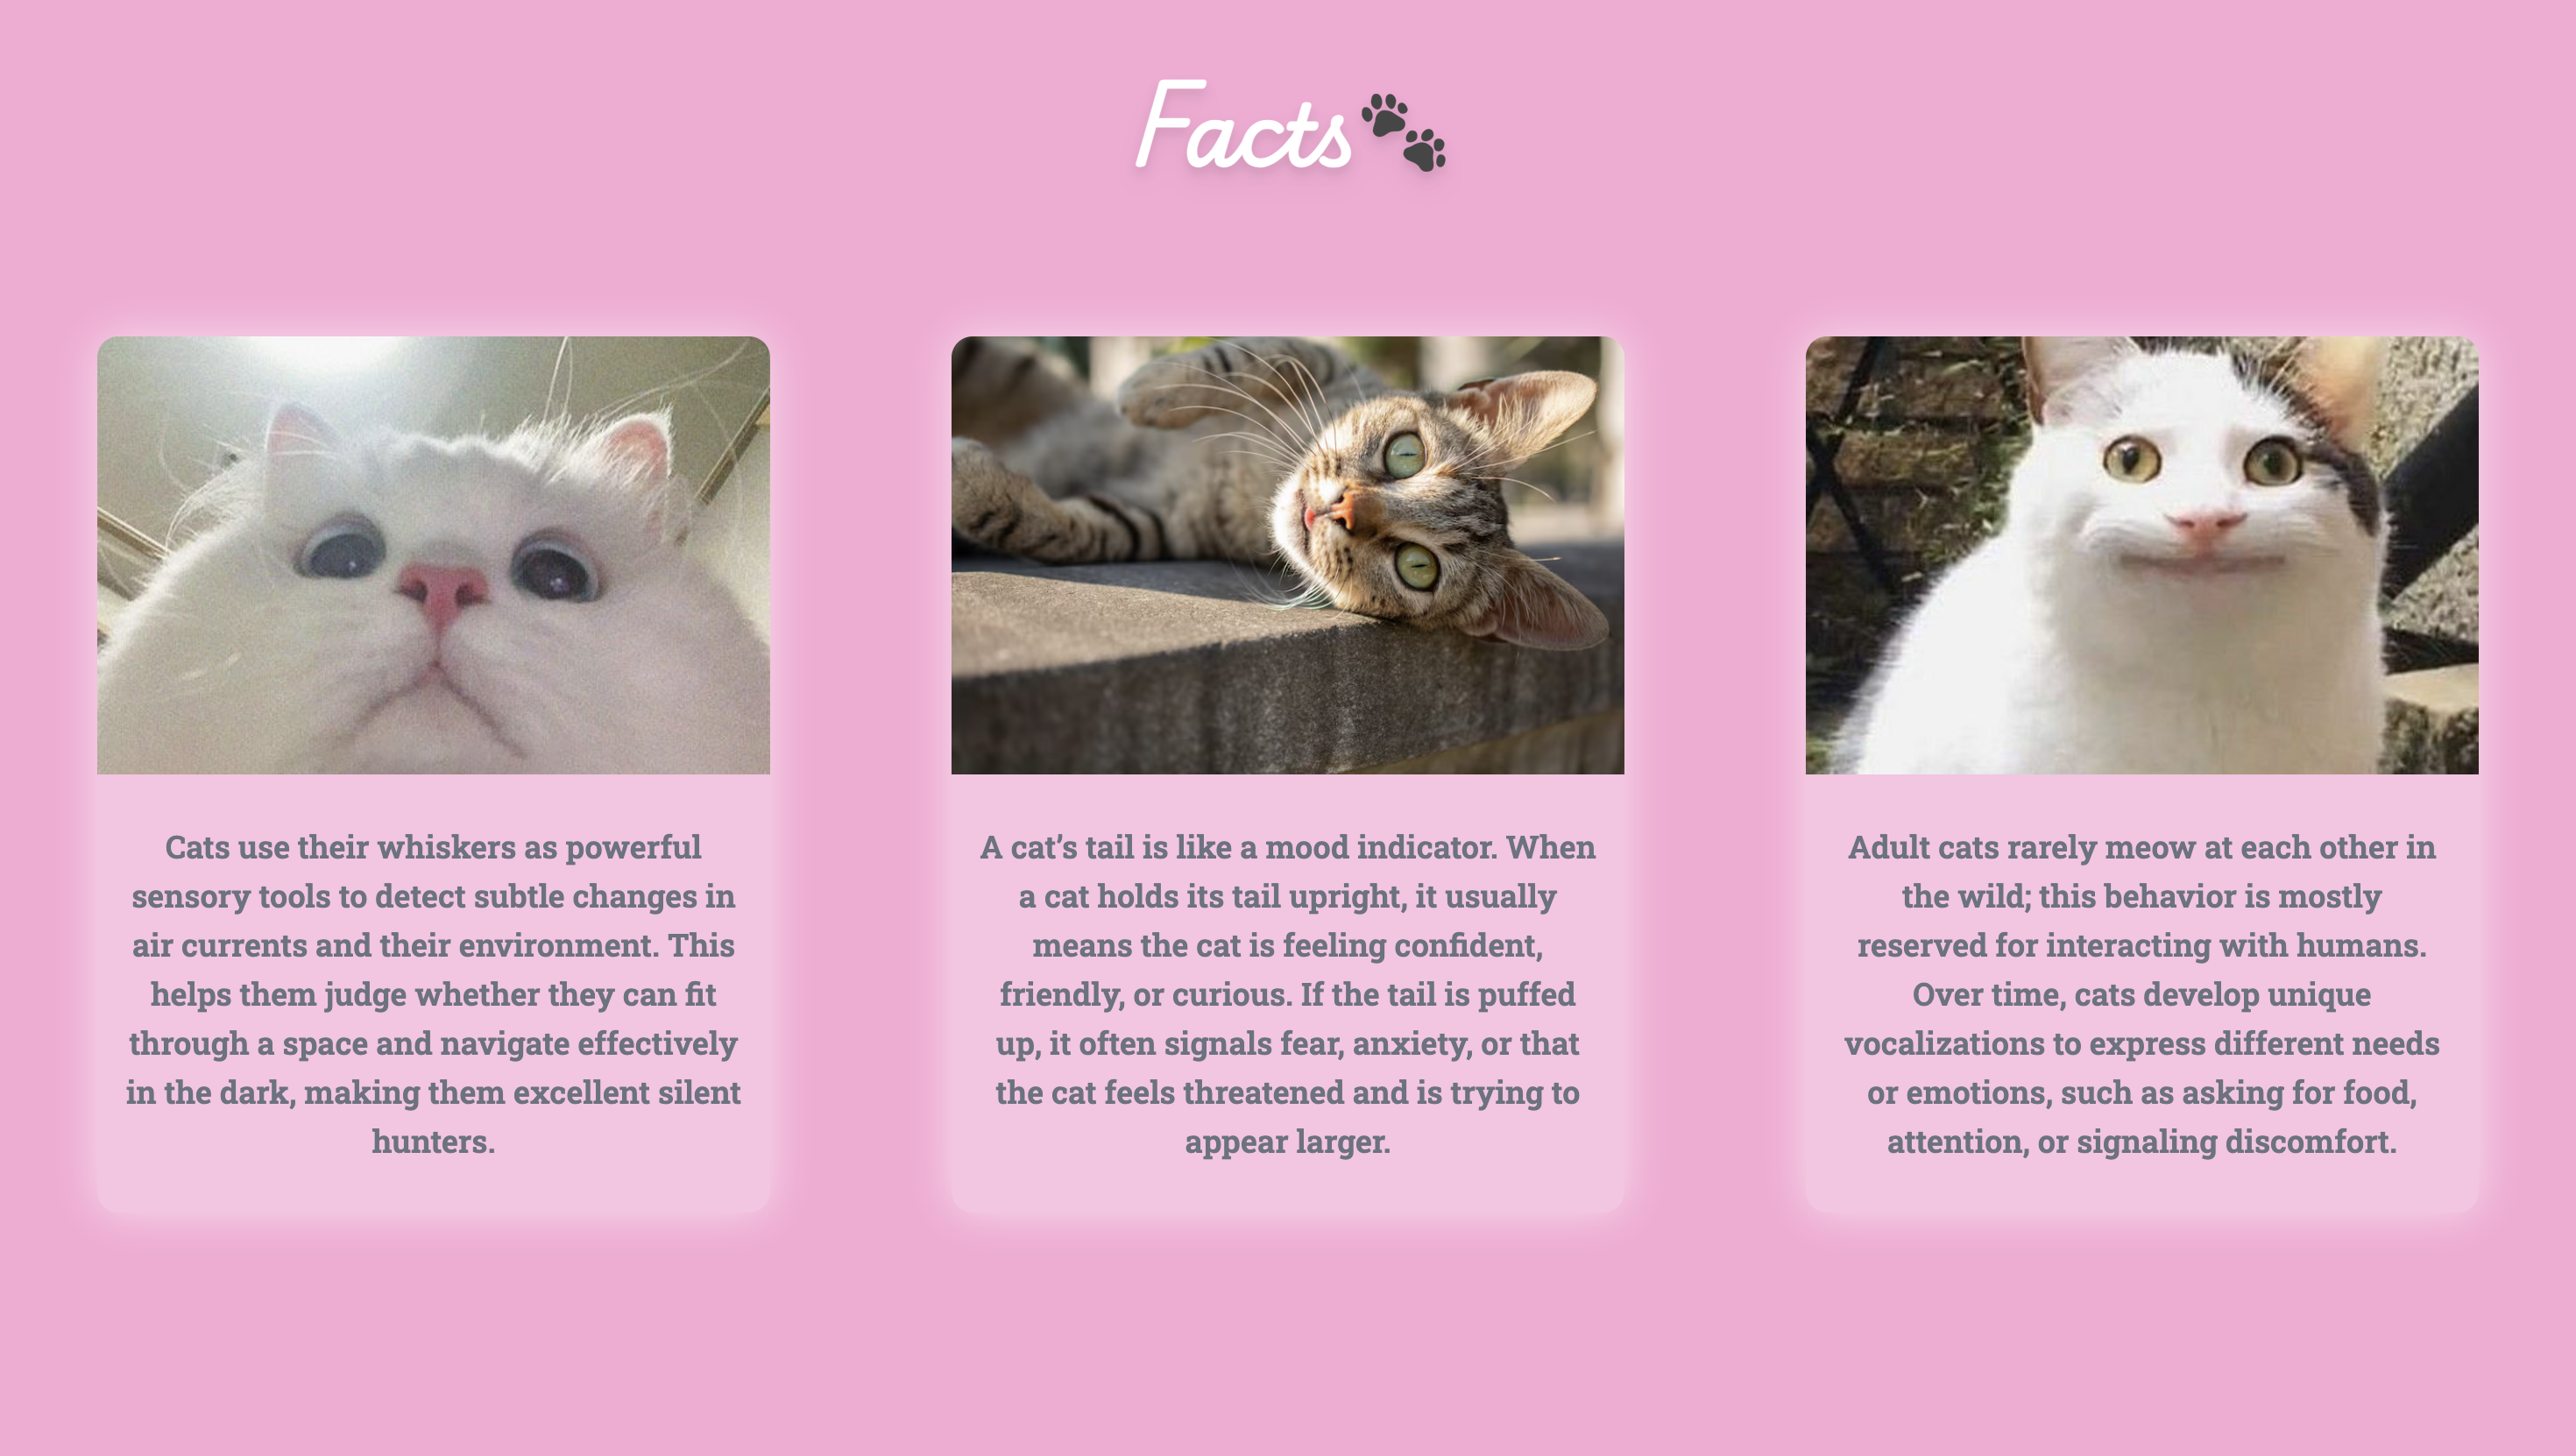 Facts
Cats use their whiskers as powerful
sensory tools to detect subtle changes in
air currents and their environment. This
helps them judge whether they can fit
through a space and navigate effectively
in the dark, making them excellent silent
hunters.
A cat’s tail is like a mood indicator. When
a cat holds its tail upright, it usually
means the cat is feeling confident,
friendly, or curious. If the tail is puffed
up, it often signals fear, anxiety, or that
the cat feels threatened and is trying to
appear larger.
Adult cats rarely meow at each other in
the wild; this behavior is mostly
reserved for interacting with humans.
Over time, cats develop unique
vocalizations to express different needs
or emotions, such as asking for food,
attention, or signaling discomfort.